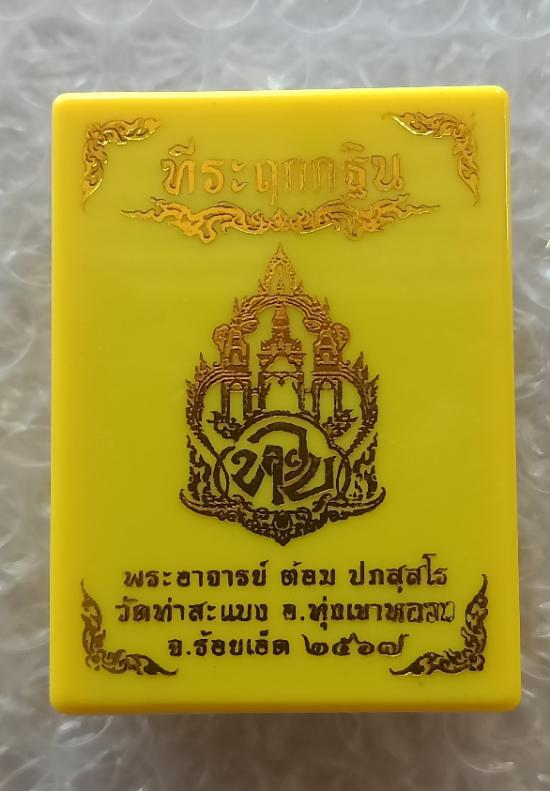 ที่ระฤกกฐิน
พระอาจารย์ ต้อม ปภสฺสโร
วัดท่าสะแบง อ.ทุ่งเขาหลวง
จ.ร้อยเอ็ด ๒๕๖๗